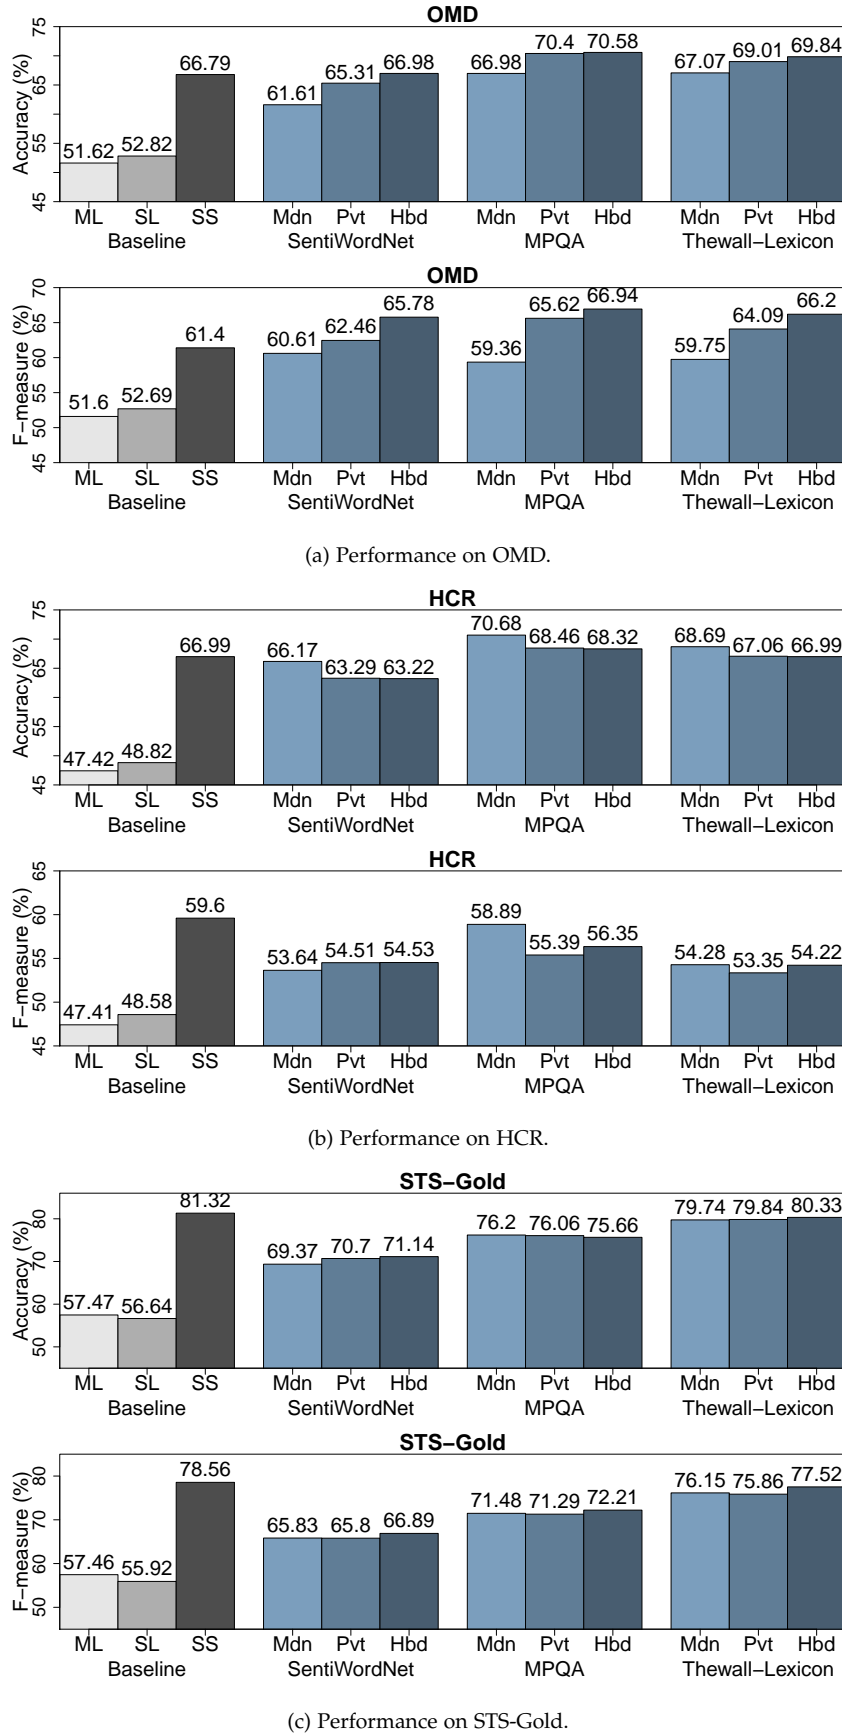 OMD
Accuracy (%)
45 55 65 75
51.62 52.82 66.79 61.61 65.31 66.98 66.98 70.4 70.58 67.07 69.01 69.84
ML SL SS Mdn Pvt Hbd Mdn Pvt Hbd Mdn Pvt Hbd
Baseline SentiWordNet MPQA Thewall−Lexicon
OMD
F−measure (%)
45 50 55 60 65 70
51.6 52.69 61.4 60.61 62.46 65.78 59.36 65.62 66.94 59.75 64.09 66.2
ML SL SS Mdn Pvt Hbd Mdn Pvt Hbd Mdn Pvt Hbd
Baseline SentiWordNet MPQA Thewall−Lexicon
(a) Performance on OMD.
HCR
Accuracy (%)
45 55 65 75
47.42 48.82 66.99 66.17 63.29 63.22 70.68 68.46 68.32 68.69 67.06 66.99
ML SL SS Mdn Pvt Hbd Mdn Pvt Hbd Mdn Pvt Hbd
Baseline SentiWordNet MPQA Thewall−Lexicon
HCR
F−measure (%)
45 50 55 60 65
47.41 48.58 59.6 53.64 54.51 54.53 58.89 55.39 56.35 54.28 53.35 54.22
ML SL SS Mdn Pvt Hbd Mdn Pvt Hbd Mdn Pvt Hbd
Baseline SentiWordNet MPQA Thewall−Lexicon
(b) Performance on HCR.
STS−Gold
Accuracy (%)
50 60 70 80
57.47 56.64 81.32 69.37 70.7 71.14 76.2 76.06 75.66 79.74 79.84 80.33
ML SL SS Mdn Pvt Hbd Mdn Pvt Hbd Mdn Pvt Hbd
Baseline SentiWordNet MPQA Thewall−Lexicon
STS−Gold
F−measure (%)
50 60 70 80
57.46 55.92 78.56 65.83 65.8 66.89 71.48 71.29 72.21 76.15 75.86 77.52
ML SL SS Mdn Pvt Hbd Mdn Pvt Hbd Mdn Pvt Hbd
Baseline SentiWordNet MPQA Thewall−Lexicon
(c) Performance on STS-Gold.